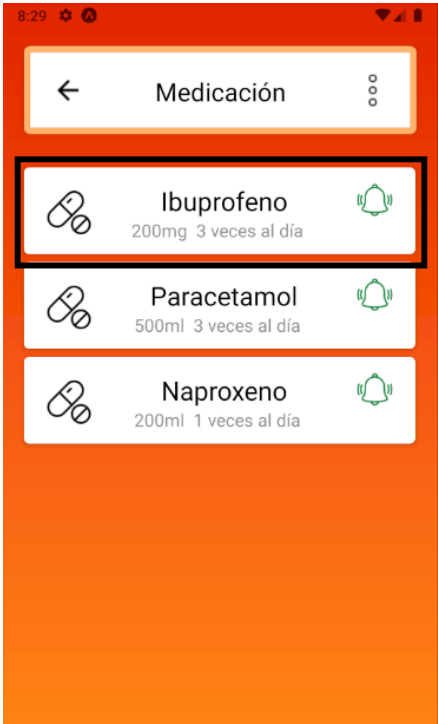 8:29
Medicación
Ibuprofeno
200mg 3 veces al día
Paracetamol
500ml 3 veces al día
Naproxeno
200ml 1 veces al día